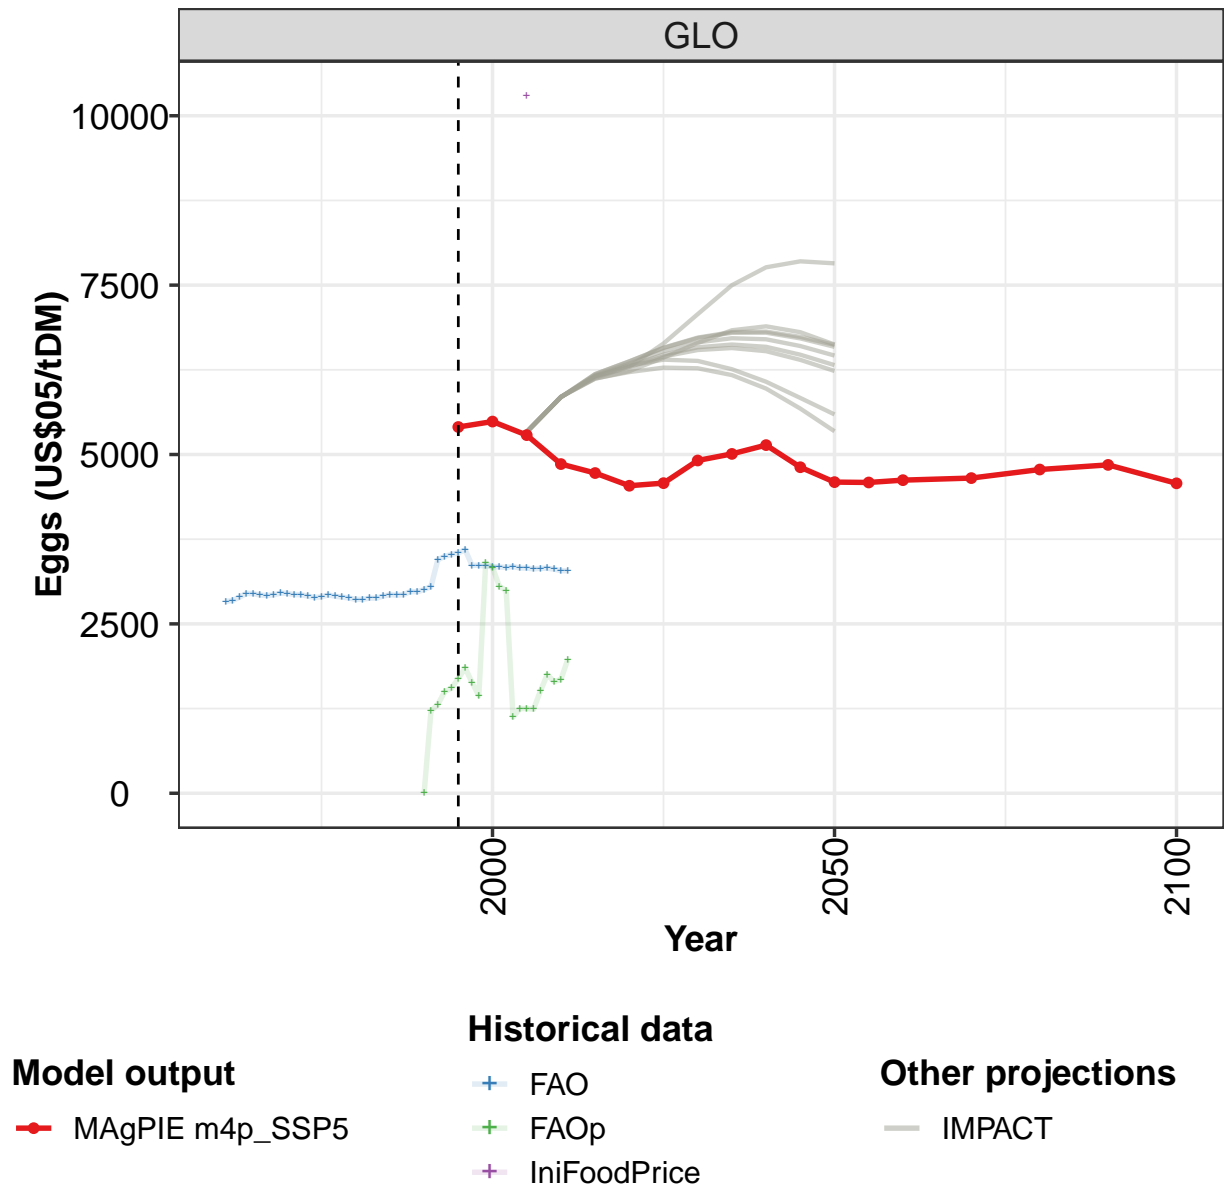 GLO
10000
7500
5000
2500
0
Eggs (US$05/tDM)
2000
2050
2100
Year
Model output
MAgPIE m4p_SSP5
Historical data
FAO
FAOp
IniFoodPrice
Other projections
IMPACT